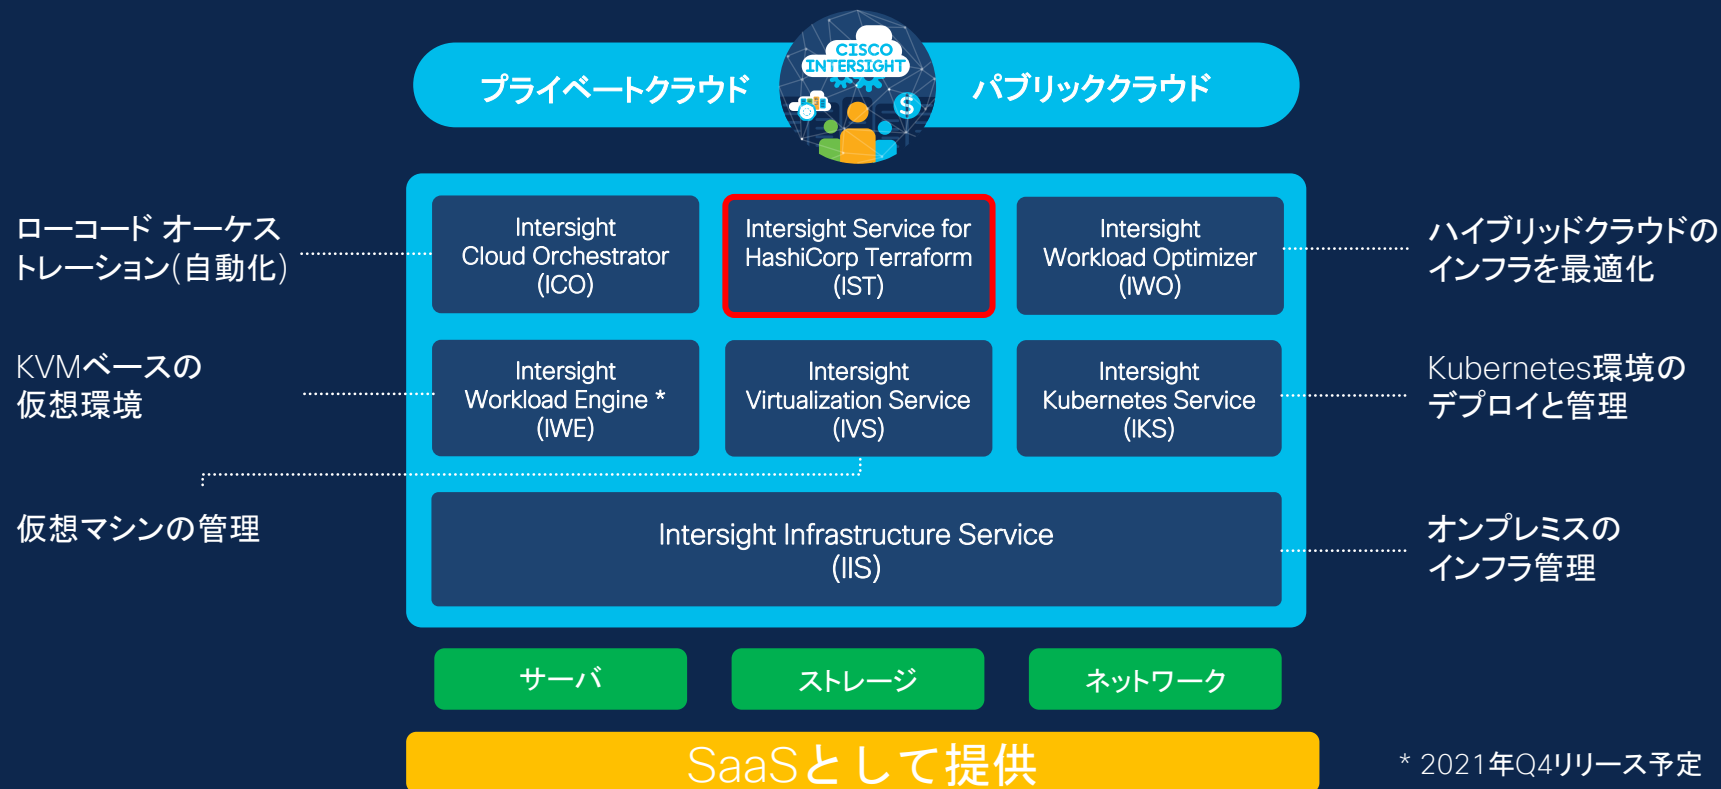 プライベートクラウド
CISCO
INTERSIGHT
$
パブリッククラウド
ローコード オーケス
トレーション(自動化)
Intersight
Cloud Orchestrator
(ICO)
Intersight Service for
HashiCorp Terraform
(IST)
Intersight
Workload Optimizer
(IWO)
ハイブリッドクラウドの
インフラを最適化
KVMベースの
仮想環境
Intersight
Workload Engine *
(IWE)
Intersight
Virtualization Service
(IVS)
Intersight
Kubernetes Service
(IKS)
Kubernetes環境の
デプロイと管理
仮想マシンの管理
Intersight Infrastructure Service
(IIS)
オンプレミスの
インフラ管理
サーバ
ストレージ
ネットワーク
SaaSとして提供
* 2021年Q4リリース予定